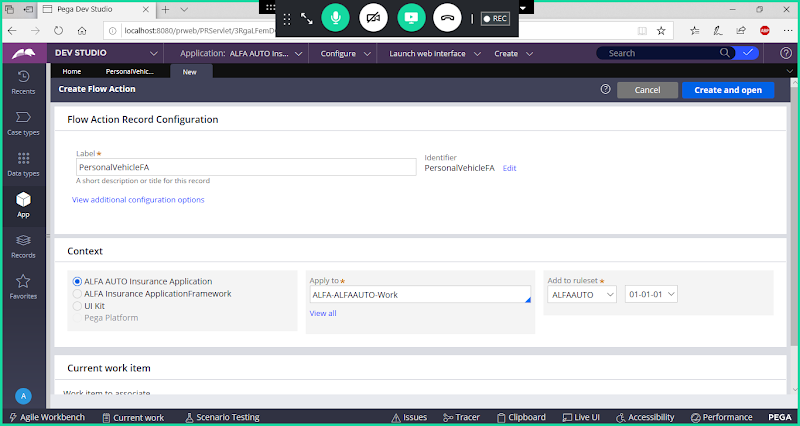 Pega Dev Studio
REC
localhost:8080/prweb/PRServlet/3RgaLFemD
DEV STUDIO
Application: ALFA AUTO Ins...
Configure
Launch web interface
Create
Search
Recents
Case types
Data types
App
Records
Favorites
A
Home
PersonalVehic...
New
Create Flow Action
Cancel
Create and open
Flow Action Record Configuration
Label *
PersonalVehicleFA
A short description or title for this record
Identifier
PersonalVehicleFA Edit
View additional configuration options
Context
ALFA AUTO Insurance Application
ALFA Insurance ApplicationFramework
UI Kit
Pega Platform
Apply to *
ALFA-ALFAAUTO-Work
View all
Add to ruleset *
ALFAAUTO
01-01-01
Current work item
Work item to associate
Agile Workbench
Current work
Scenario Testing
Issues
Tracer
Clipboard
Live UI
Accessibility
Performance
PEGA